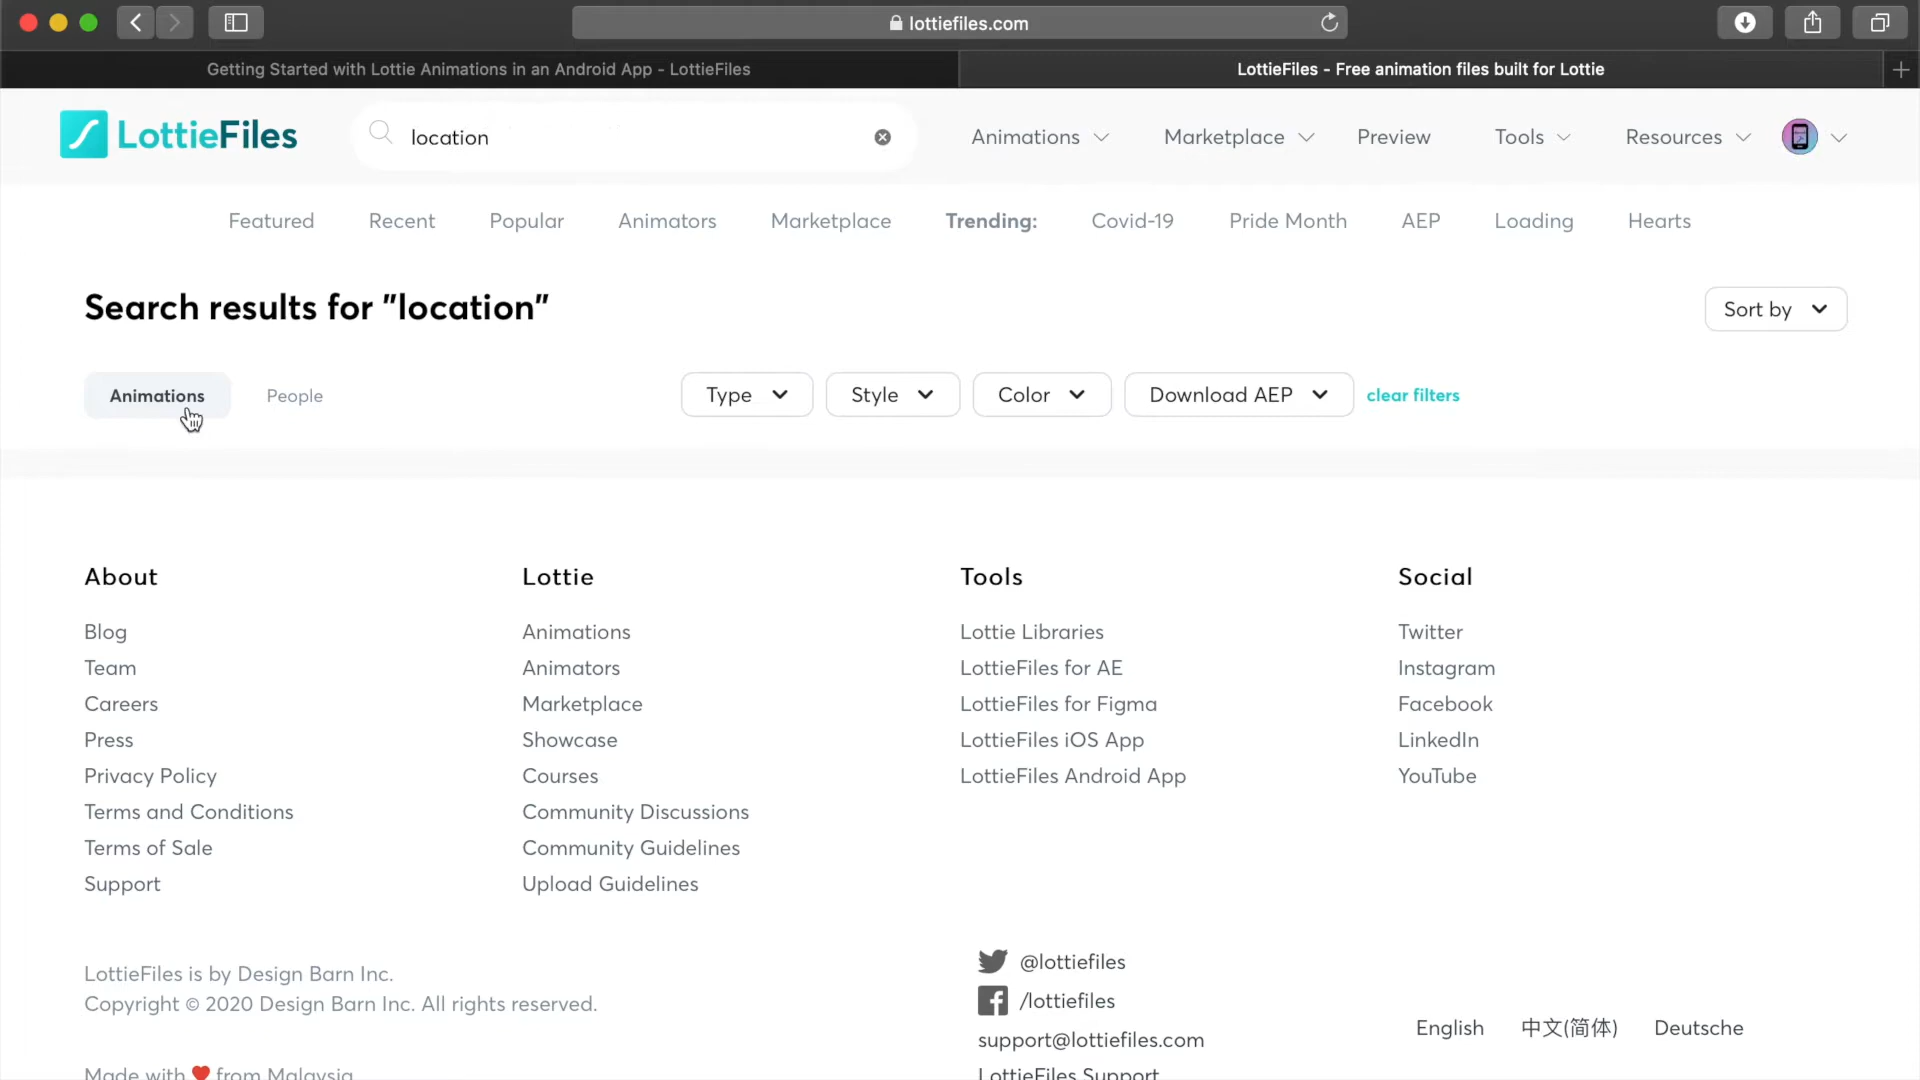 lottiefiles.com
Getting Started with Lottie Animations in an Android App - LottieFiles
LottieFiles - Free animation files built for Lottie
LottieFiles
location
Animations
Marketplace
Preview
Tools
Resources
Featured
Recent
Popular
Animators
Marketplace
Trending:
Covid-19
Pride Month
AEP
Loading
Hearts
Search results for "location"
Sort by
Animations
People
Type
Style
Color
Download AEP
clear filters
About
Blog
Team
Careers
Press
Privacy Policy
Terms and Conditions
Terms of Sale
Support
Lottie
Animations
Animators
Marketplace
Showcase
Courses
Community Discussions
Community Guidelines
Upload Guidelines
Tools
Lottie Libraries
LottieFiles for AE
LottieFiles for Figma
LottieFiles iOS App
LottieFiles Android App
Social
Twitter
Instagram
Facebook
LinkedIn
YouTube
LottieFiles is by Design Barn Inc.
Copyright © 2020 Design Barn Inc. All rights reserved.
Made with ❤ from Malaysia
@lottiefiles
/lottiefiles
support@lottiefiles.com
LottieFiles Support
English
中文(简体)
Deutsche